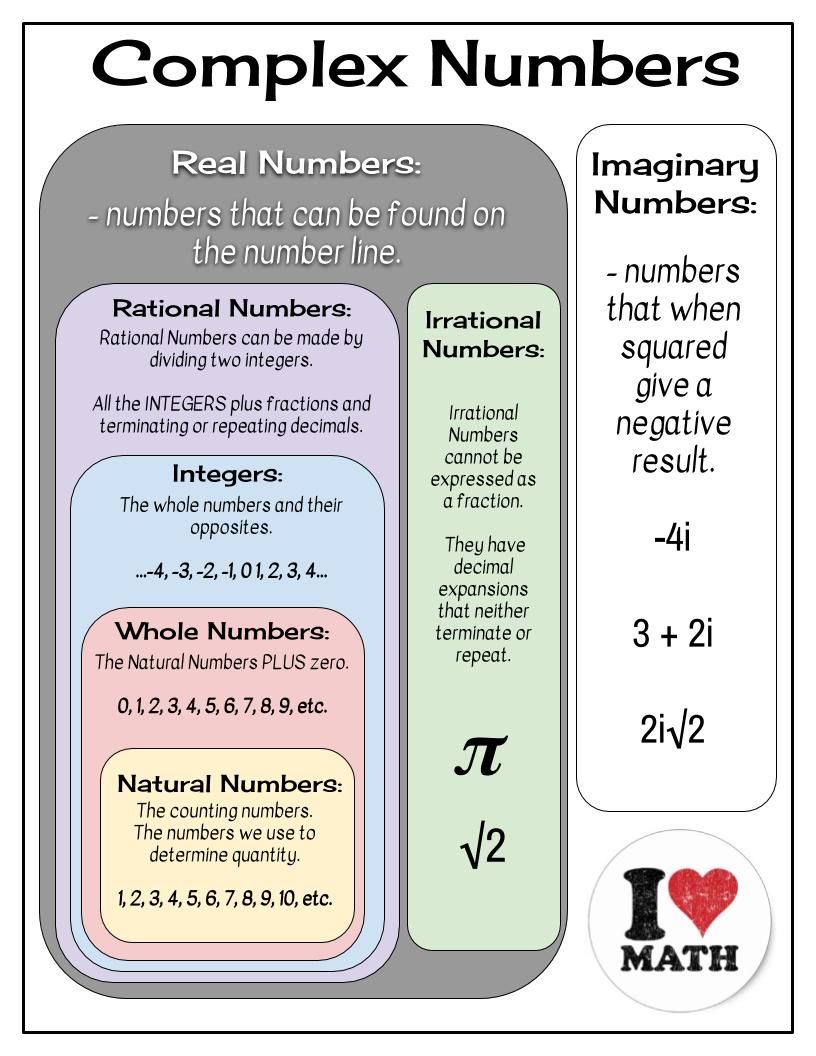 Complex Numbers
Real Numbers:
- numbers that can be found on
the number line.
Rational Numbers:
Rational Numbers can be made by
dividing two integers.
All the INTEGERS plus fractions and
terminating or repeating decimals.
Integers:
The whole numbers and their
opposites.
...-4, -3, -2, -1, 0 1, 2, 3, 4...
Whole Numbers:
The Natural Numbers PLUS zero.
0, 1, 2, 3, 4, 5, 6, 7, 8, 9, etc.
Natural Numbers:
The counting numbers.
The numbers we use to
determine quantity.
1, 2, 3, 4, 5, 6, 7, 8, 9, 10, etc.
Irrational
Numbers:
Irrational
Numbers
cannot be
expressed as
a fraction.
They have
decimal
expansions
that neither
terminate or
repeat.
π
√2
Imaginary
Numbers:
- numbers
that when
squared
give a
negative
result.
-4i
3 + 2i
2i√2
I
MATH